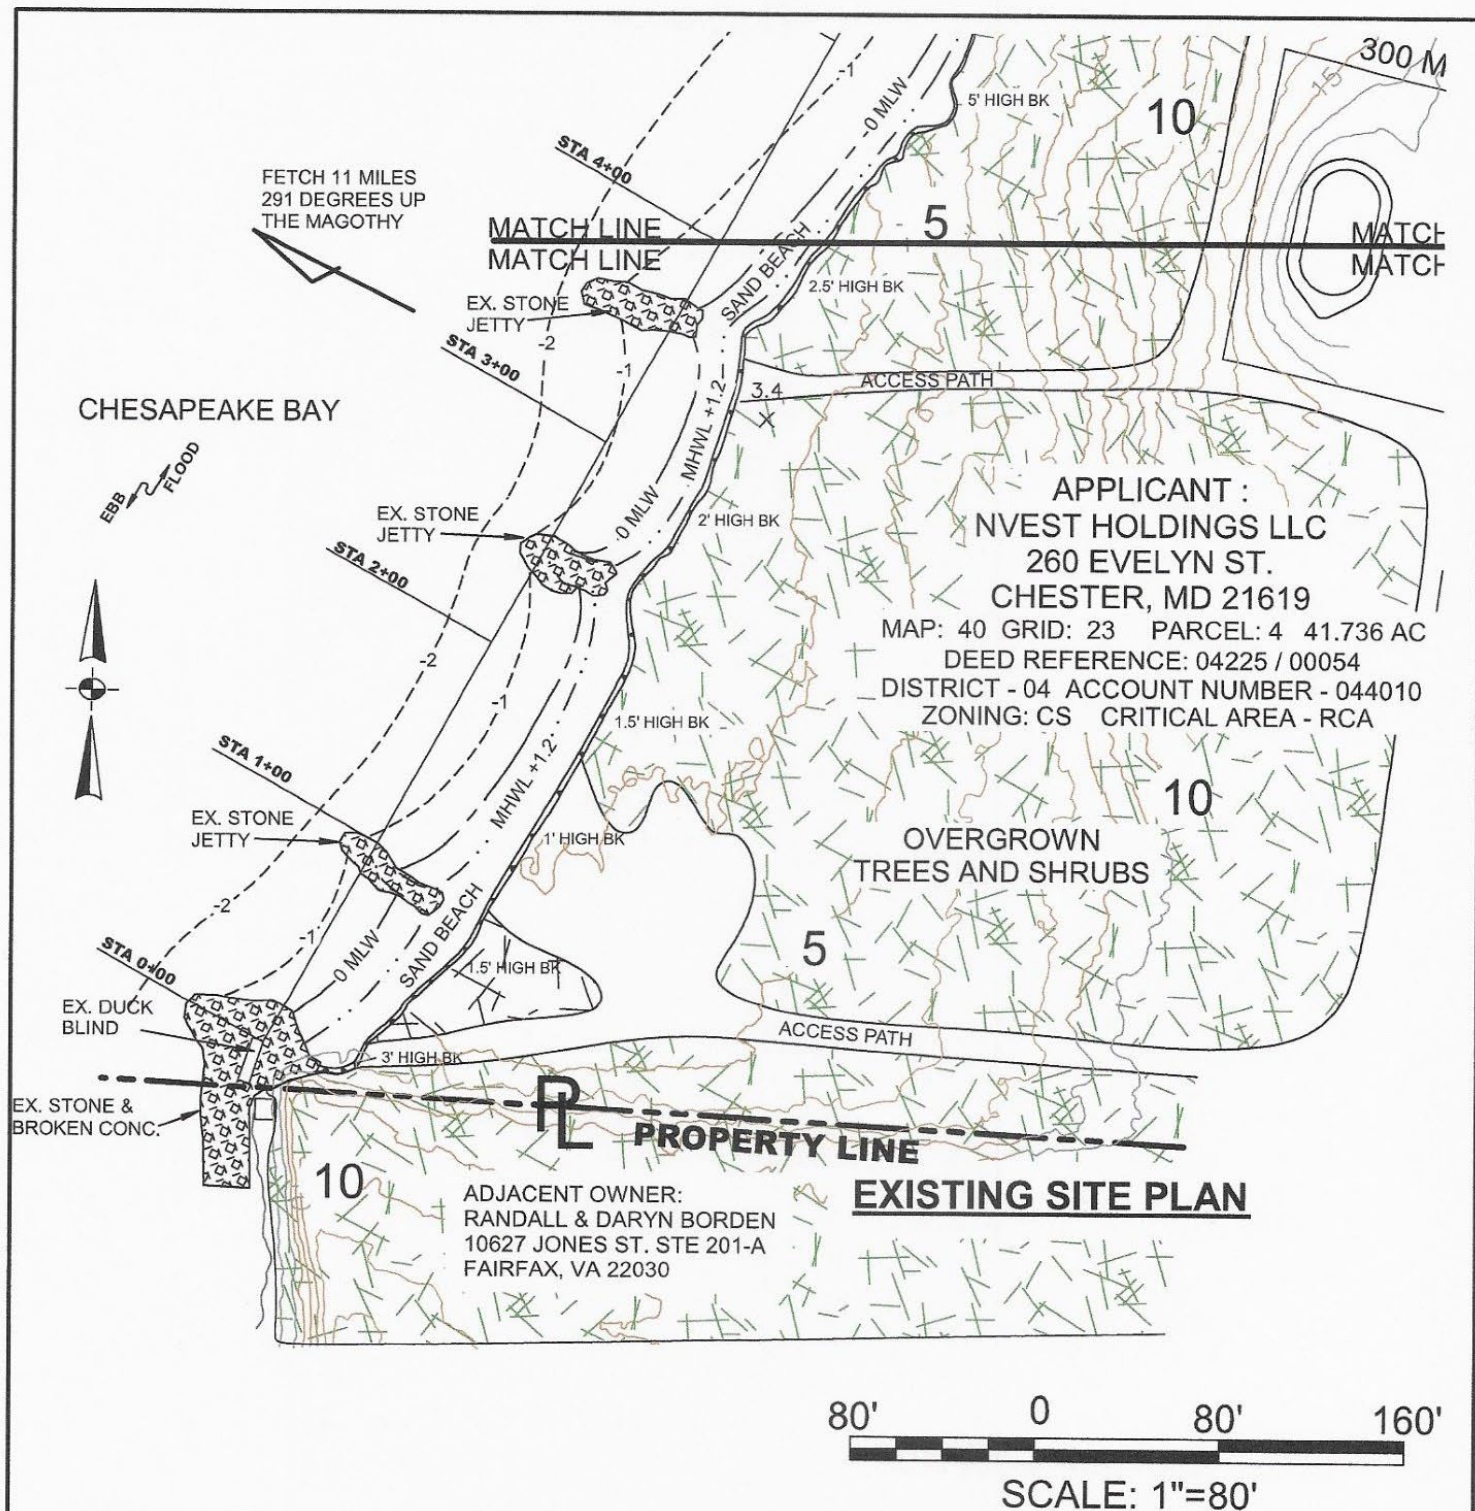 300 M
15
-1
0 MLW
5' HIGH BK
10
STA 4+00
FETCH 11 MILES
291 DEGREES UP
THE MAGOTHY
5
MATCH LINE
MATCH LINE
MATCH
MATCH
SAND BEACH
2.5' HIGH BK
EX. STONE
JETTY
-2
STA 3+00
-1
ACCESS PATH
3.4
CHESAPEAKE BAY
MHWL +1.2
EBB
FLOOD
APPLICANT :
NVEST HOLDINGS LLC
260 EVELYN ST.
CHESTER, MD 21619
MAP: 40 GRID: 23 PARCEL: 4 41.736 AC
DEED REFERENCE: 04225 / 00054
DISTRICT - 04 ACCOUNT NUMBER - 044010
ZONING: CS CRITICAL AREA - RCA
EX. STONE
JETTY
0 MLW
2' HIGH BK
STA 2+00
-2
-1
1.5' HIGH BK
STA 1+00
MHWL +1.2
10
EX. STONE
JETTY
1' HIGH BK
OVERGROWN
TREES AND SHRUBS
-2
-1
0 MLW
SAND BEACH
5
STA 0+00
1.5' HIGH BK
EX. DUCK
BLIND
ACCESS PATH
3' HIGH BK
EX. STONE &
BROKEN CONC.
PL
PROPERTY LINE
10
ADJACENT OWNER:
RANDALL & DARYN BORDEN
10627 JONES ST. STE 201-A
FAIRFAX, VA 22030
EXISTING SITE PLAN
80' 0 80' 160'
SCALE: 1"=80'